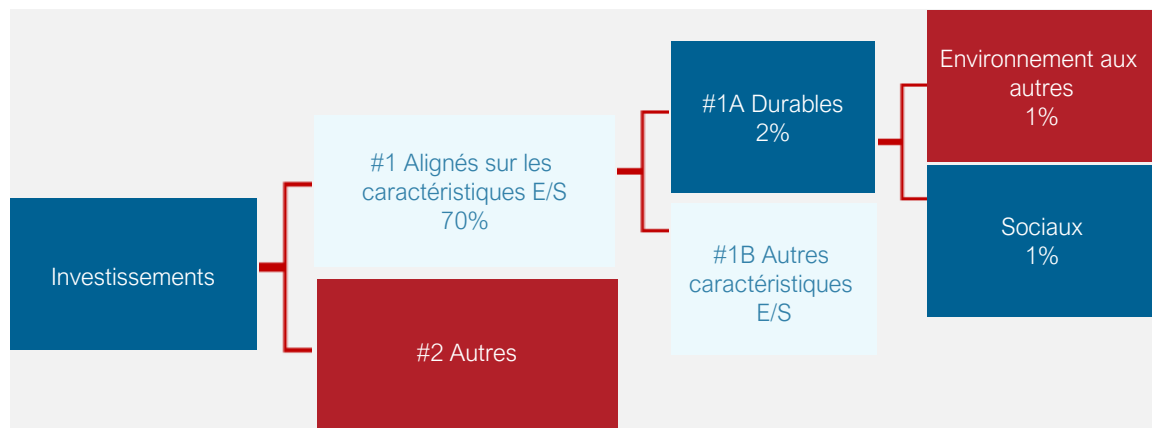 Investissements
#1 Alignés sur les
caractéristiques E/S
70%
#2 Autres
#1A Durables
2%
#1B Autres
caractéristiques
E/S
Environnement aux
autres
1%
Sociaux
1%